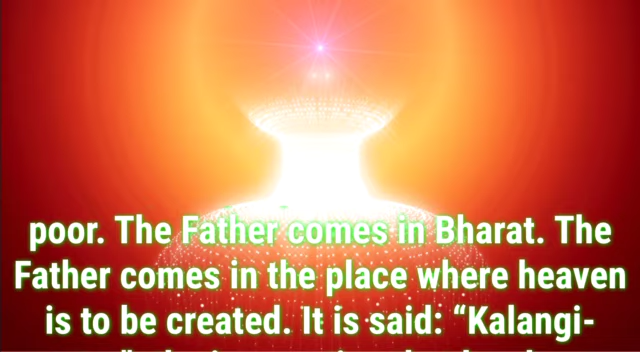 poor. The Father comes in Bharat. The
Father comes in the place where heaven
is to be created. It is said: “Kalangi-